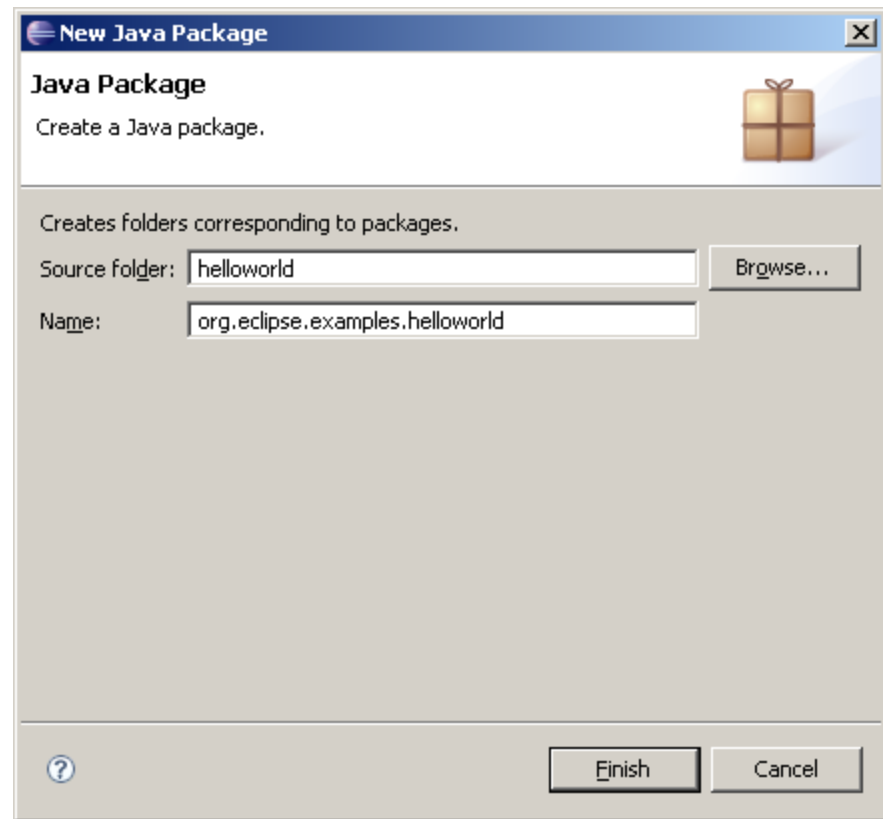 New Java Package
Java Package
Create a Java package.
Creates folders corresponding to packages.
Source folder: helloworld Browse...
Name: org.eclipse.examples.helloworld
? Finish Cancel